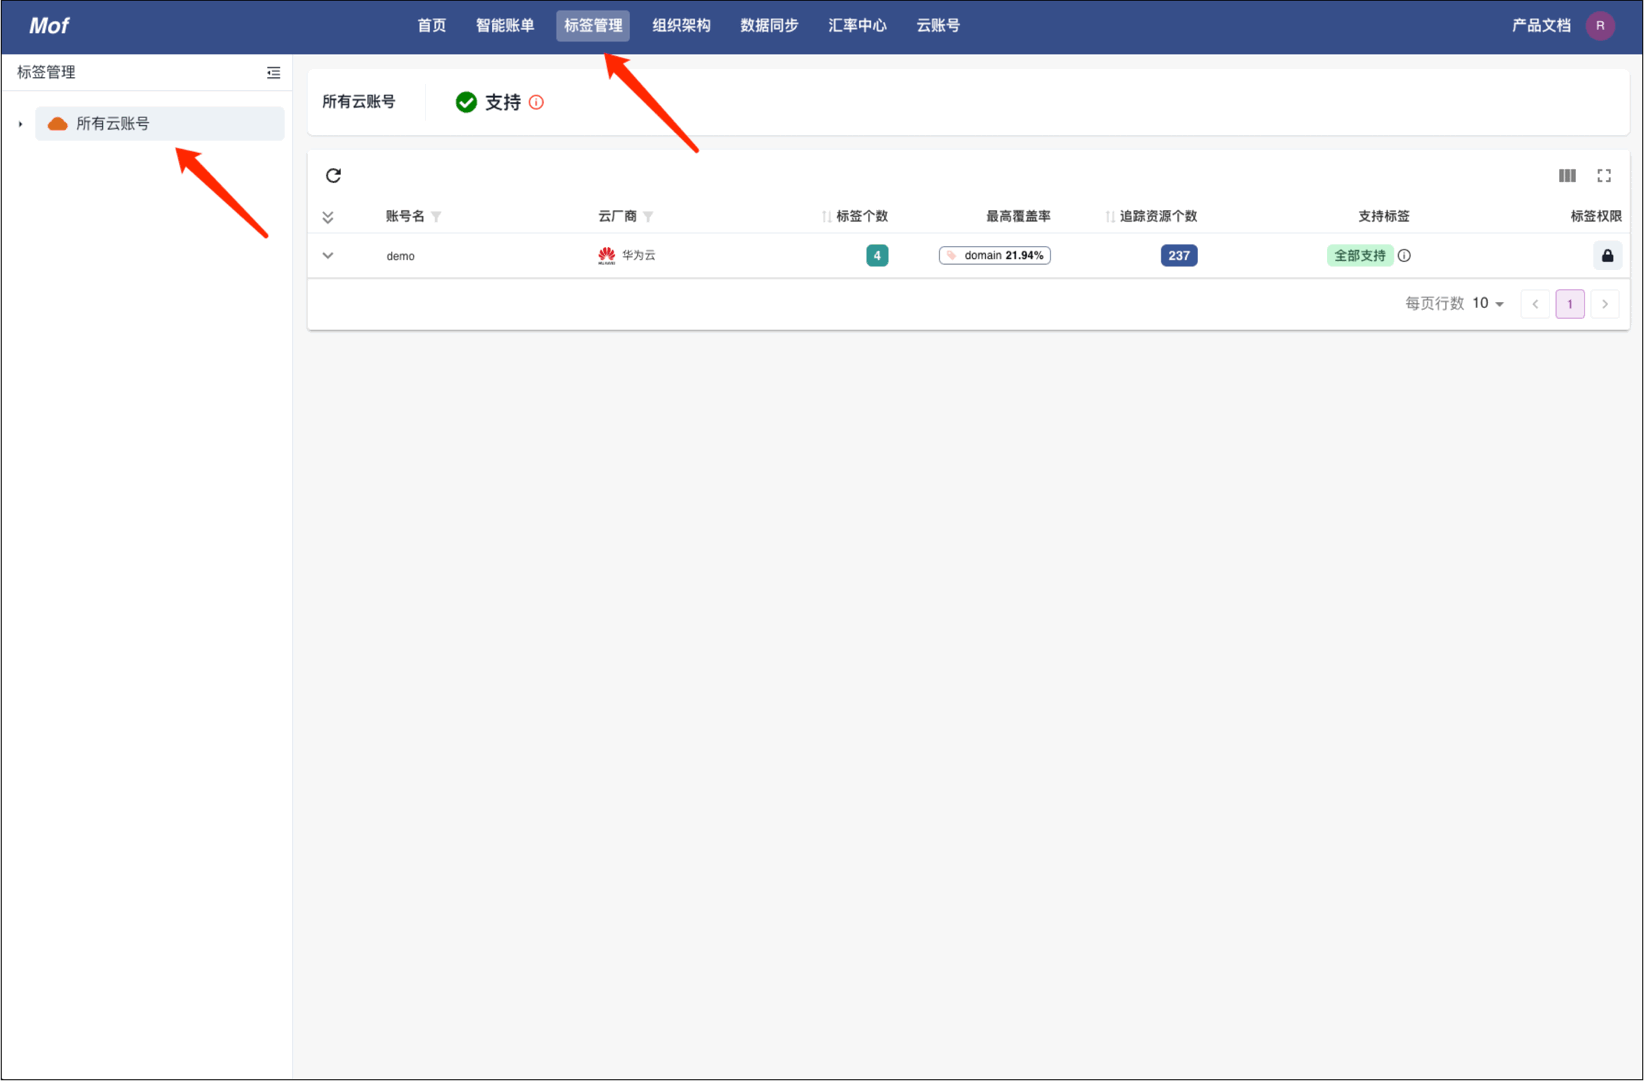 Mof 首页 智能账单 标签管理 组织架构 数据同步 汇率中心 云账号 产品文档 R
标签管理
所有云账号
所有云账号 支持
账号名 云厂商 标签个数 最高覆盖率 追踪资源个数 支持标签 标签权限
demo 华为云 4 domain 21.94% 237 全部支持
每页行数 10 1